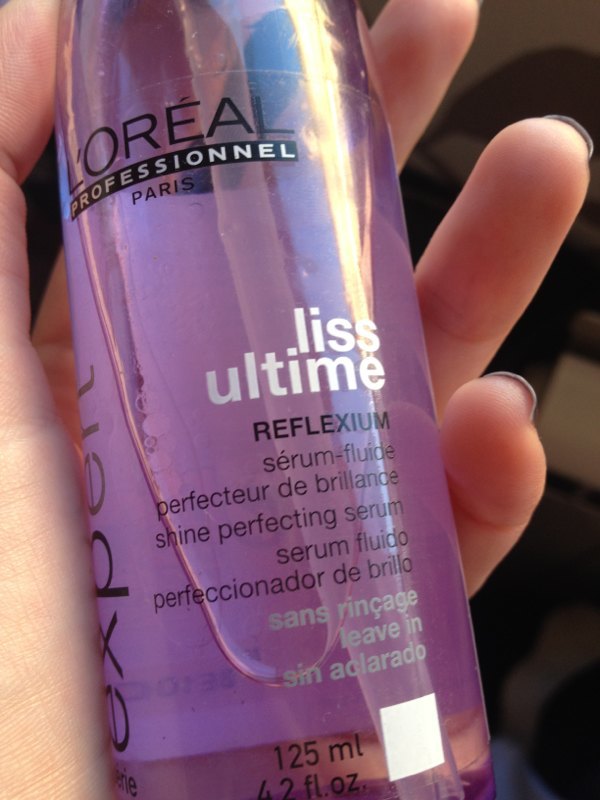 L'ORÉAL
PROFESSIONNEL
PARIS
expert
liss
ultime
REFLEXIUM
sérum-fluide
perfecteur de brillance
shine perfecting serum
serum fluido
perfeccionador de brillo
sans rinçage
leave in
sin aclarado
125 ml
4.2 fl.oz.